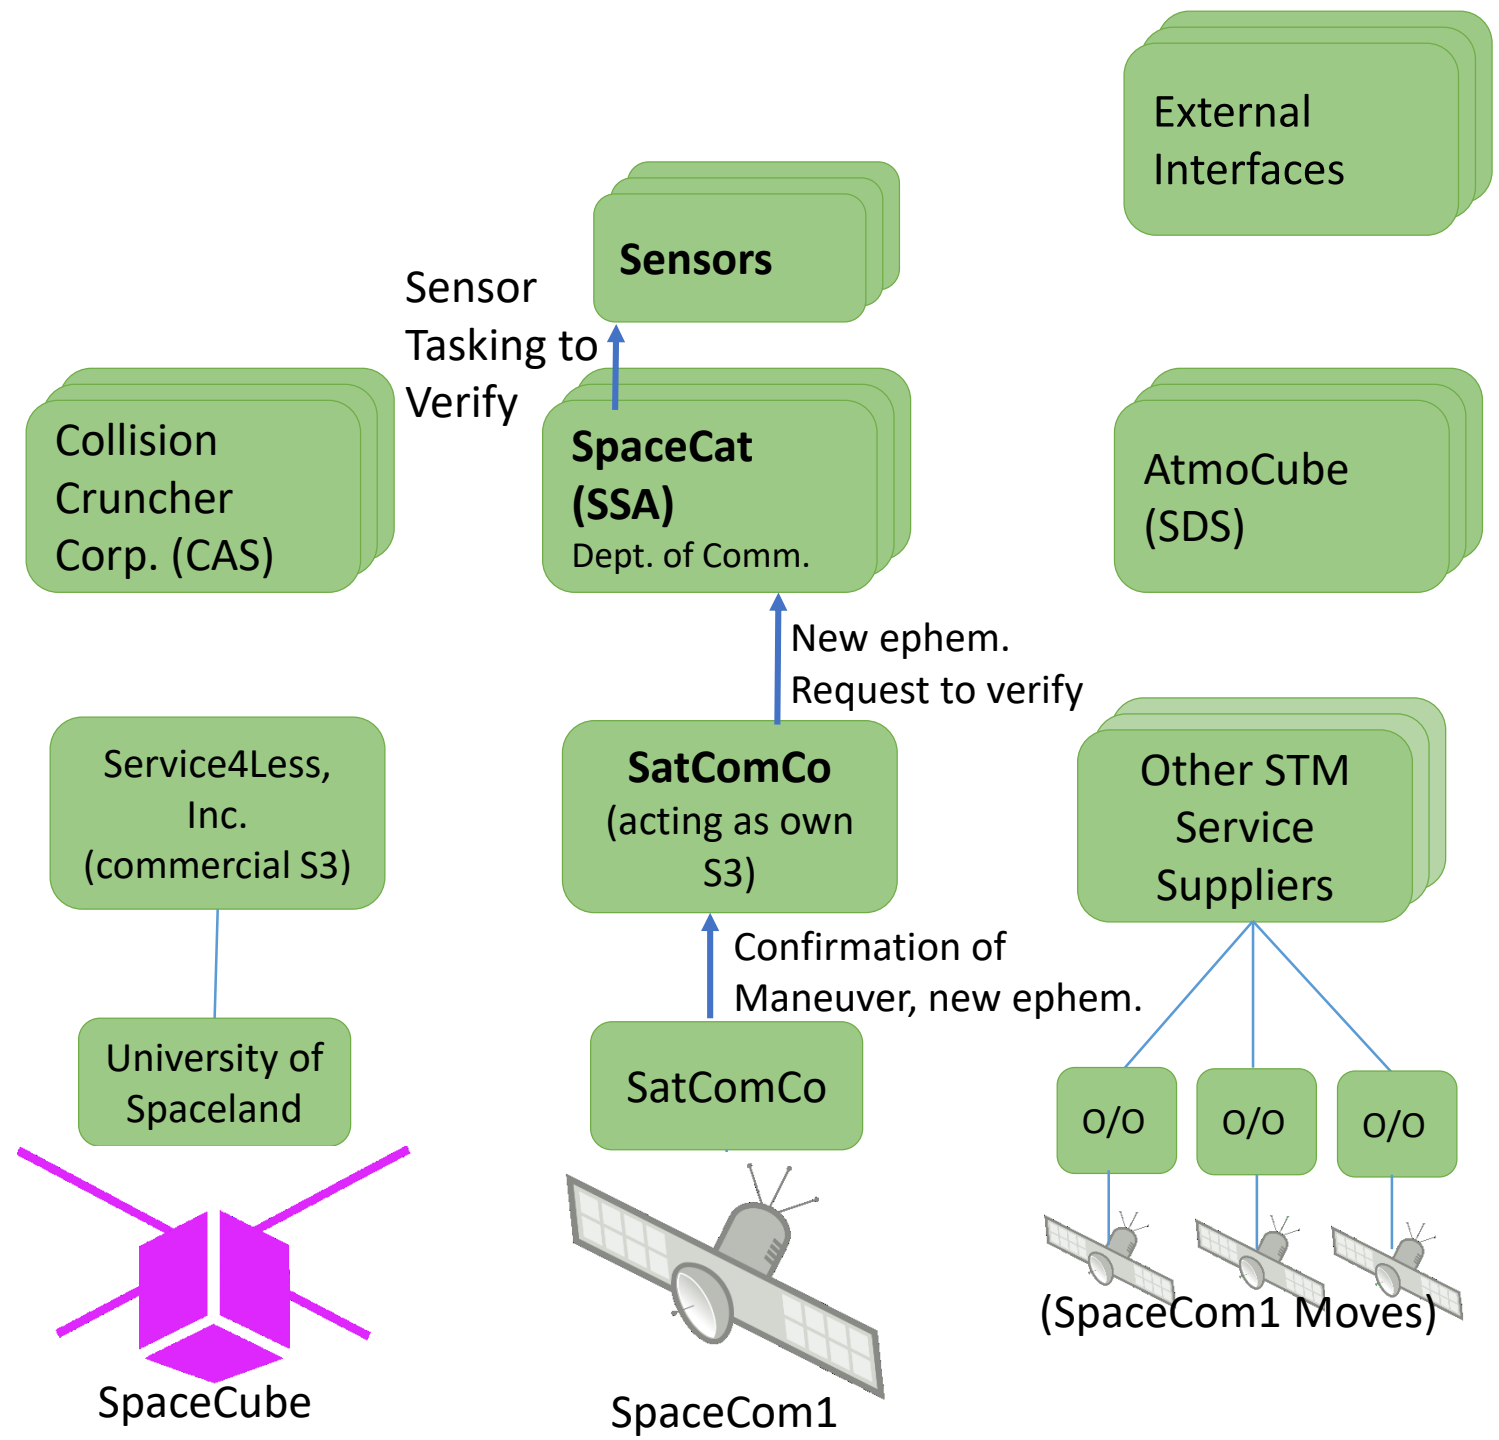 External
Interfaces
Sensors
Sensor
Tasking to
Verify
Collision
Cruncher
Corp. (CAS)
SpaceCat
(SSA)
Dept. of Comm.
AtmoCube
(SDS)
New ephem.
Request to verify
Service4Less,
Inc.
(commercial S3)
SatComCo
(acting as own
S3)
Other STM
Service
Suppliers
Confirmation of
Maneuver, new ephem.
University of
Spaceland
SatComCo
O/O
O/O
O/O
(SpaceCom1 Moves)
SpaceCube
SpaceCom1